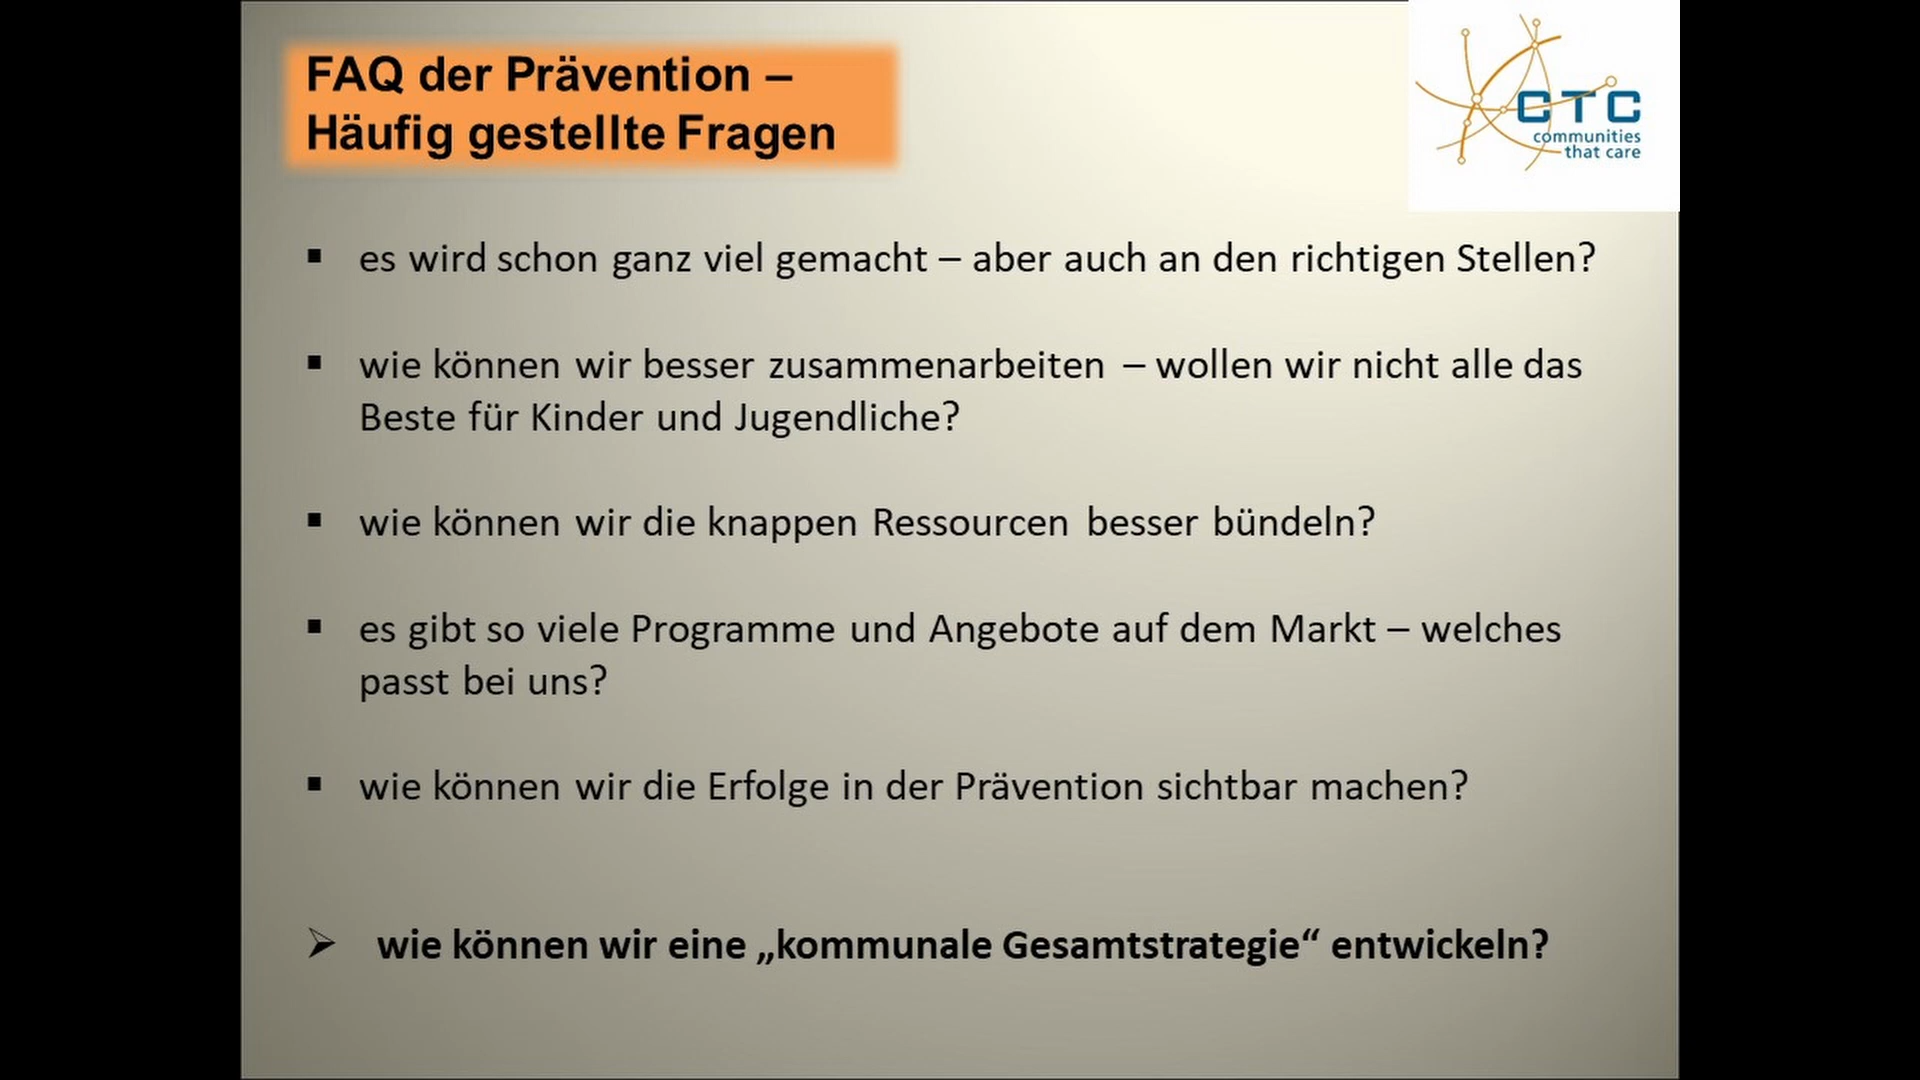 FAQ der Prävention –
Häufig gestellte Fragen
CTC
communities
that care
▪ es wird schon ganz viel gemacht – aber auch an den richtigen Stellen?
▪ wie können wir besser zusammenarbeiten – wollen wir nicht alle das
Beste für Kinder und Jugendliche?
▪ wie können wir die knappen Ressourcen besser bündeln?
▪ es gibt so viele Programme und Angebote auf dem Markt – welches
passt bei uns?
▪ wie können wir die Erfolge in der Prävention sichtbar machen?
➢ wie können wir eine „kommunale Gesamtstrategie“ entwickeln?